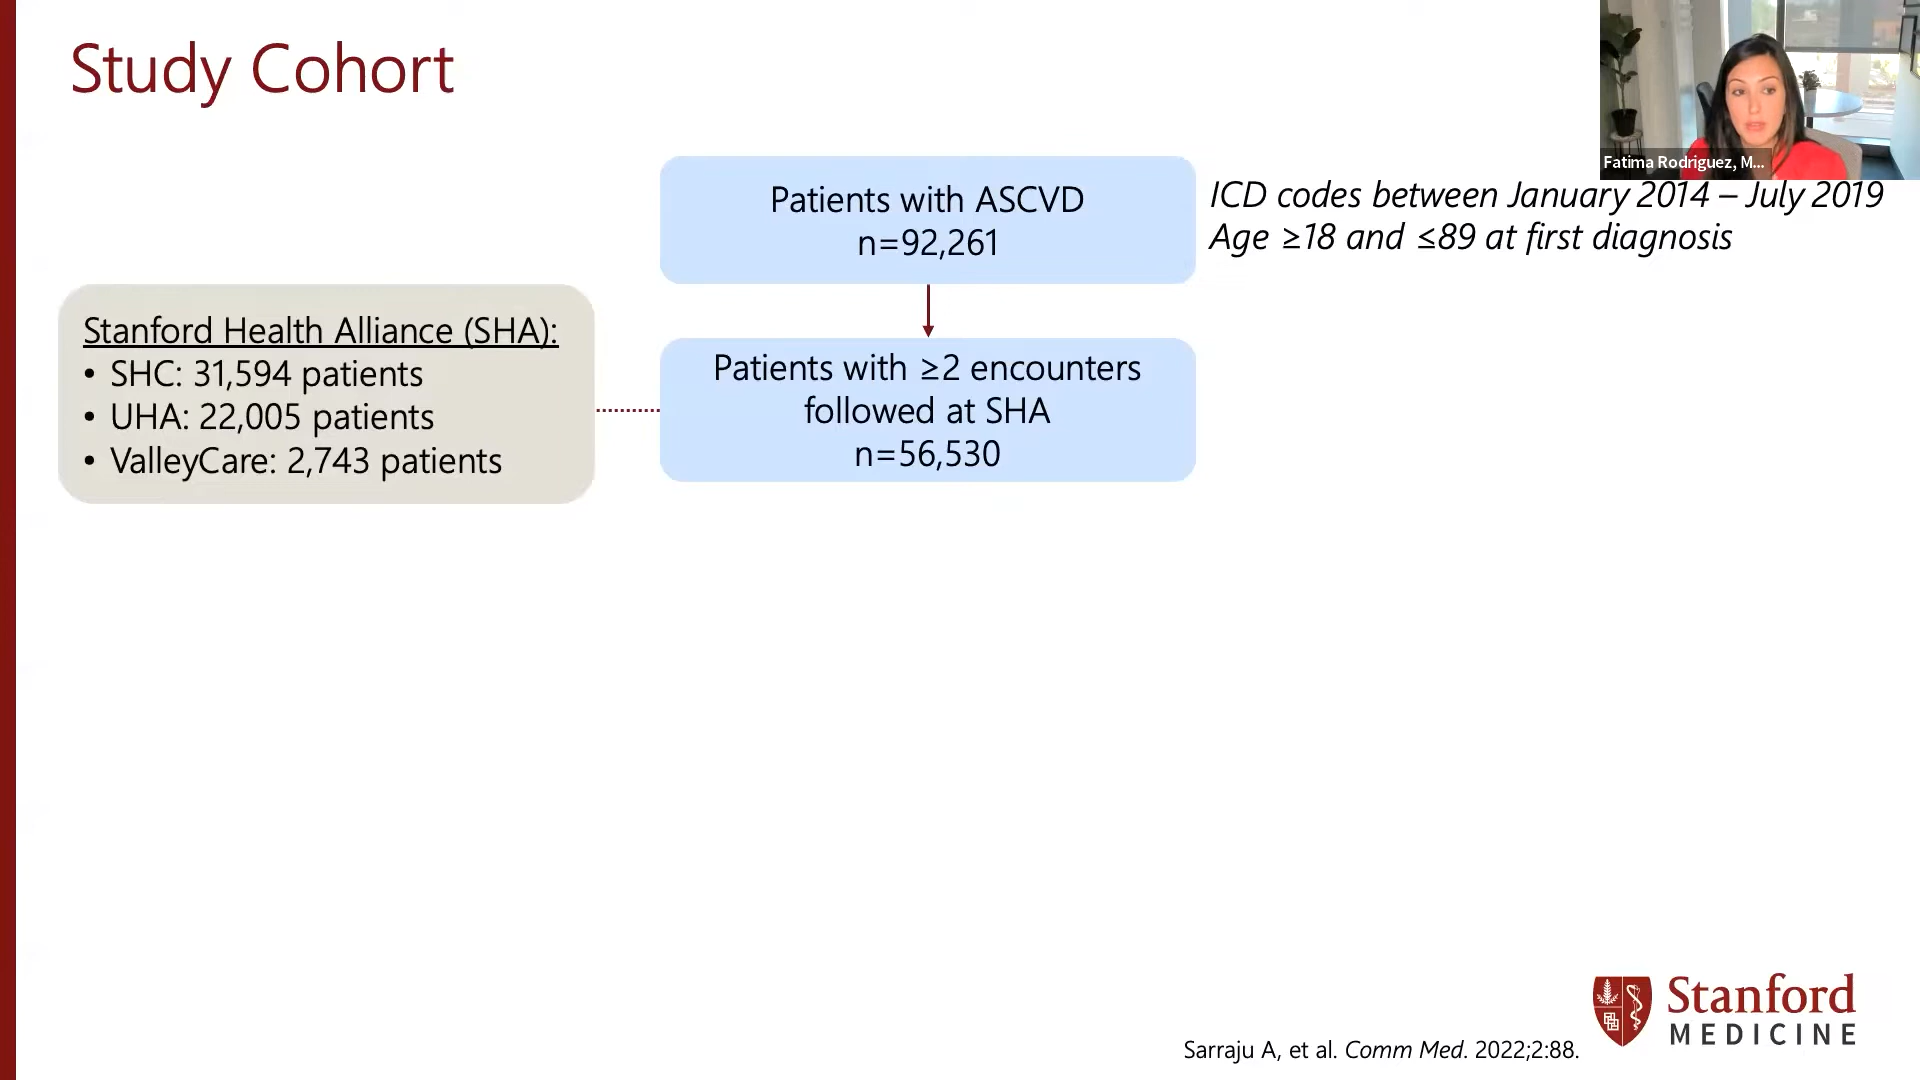 Study Cohort
Fatima Rodriguez, M...
Patients with ASCVD
n=92,261
ICD codes between January 2014 – July 2019
Age ≥18 and ≤89 at first diagnosis
Stanford Health Alliance (SHA):
• SHC: 31,594 patients
• UHA: 22,005 patients
• ValleyCare: 2,743 patients
Patients with ≥2 encounters
followed at SHA
n=56,530
Stanford
MEDICINE
Sarraju A, et al. Comm Med. 2022;2:88.